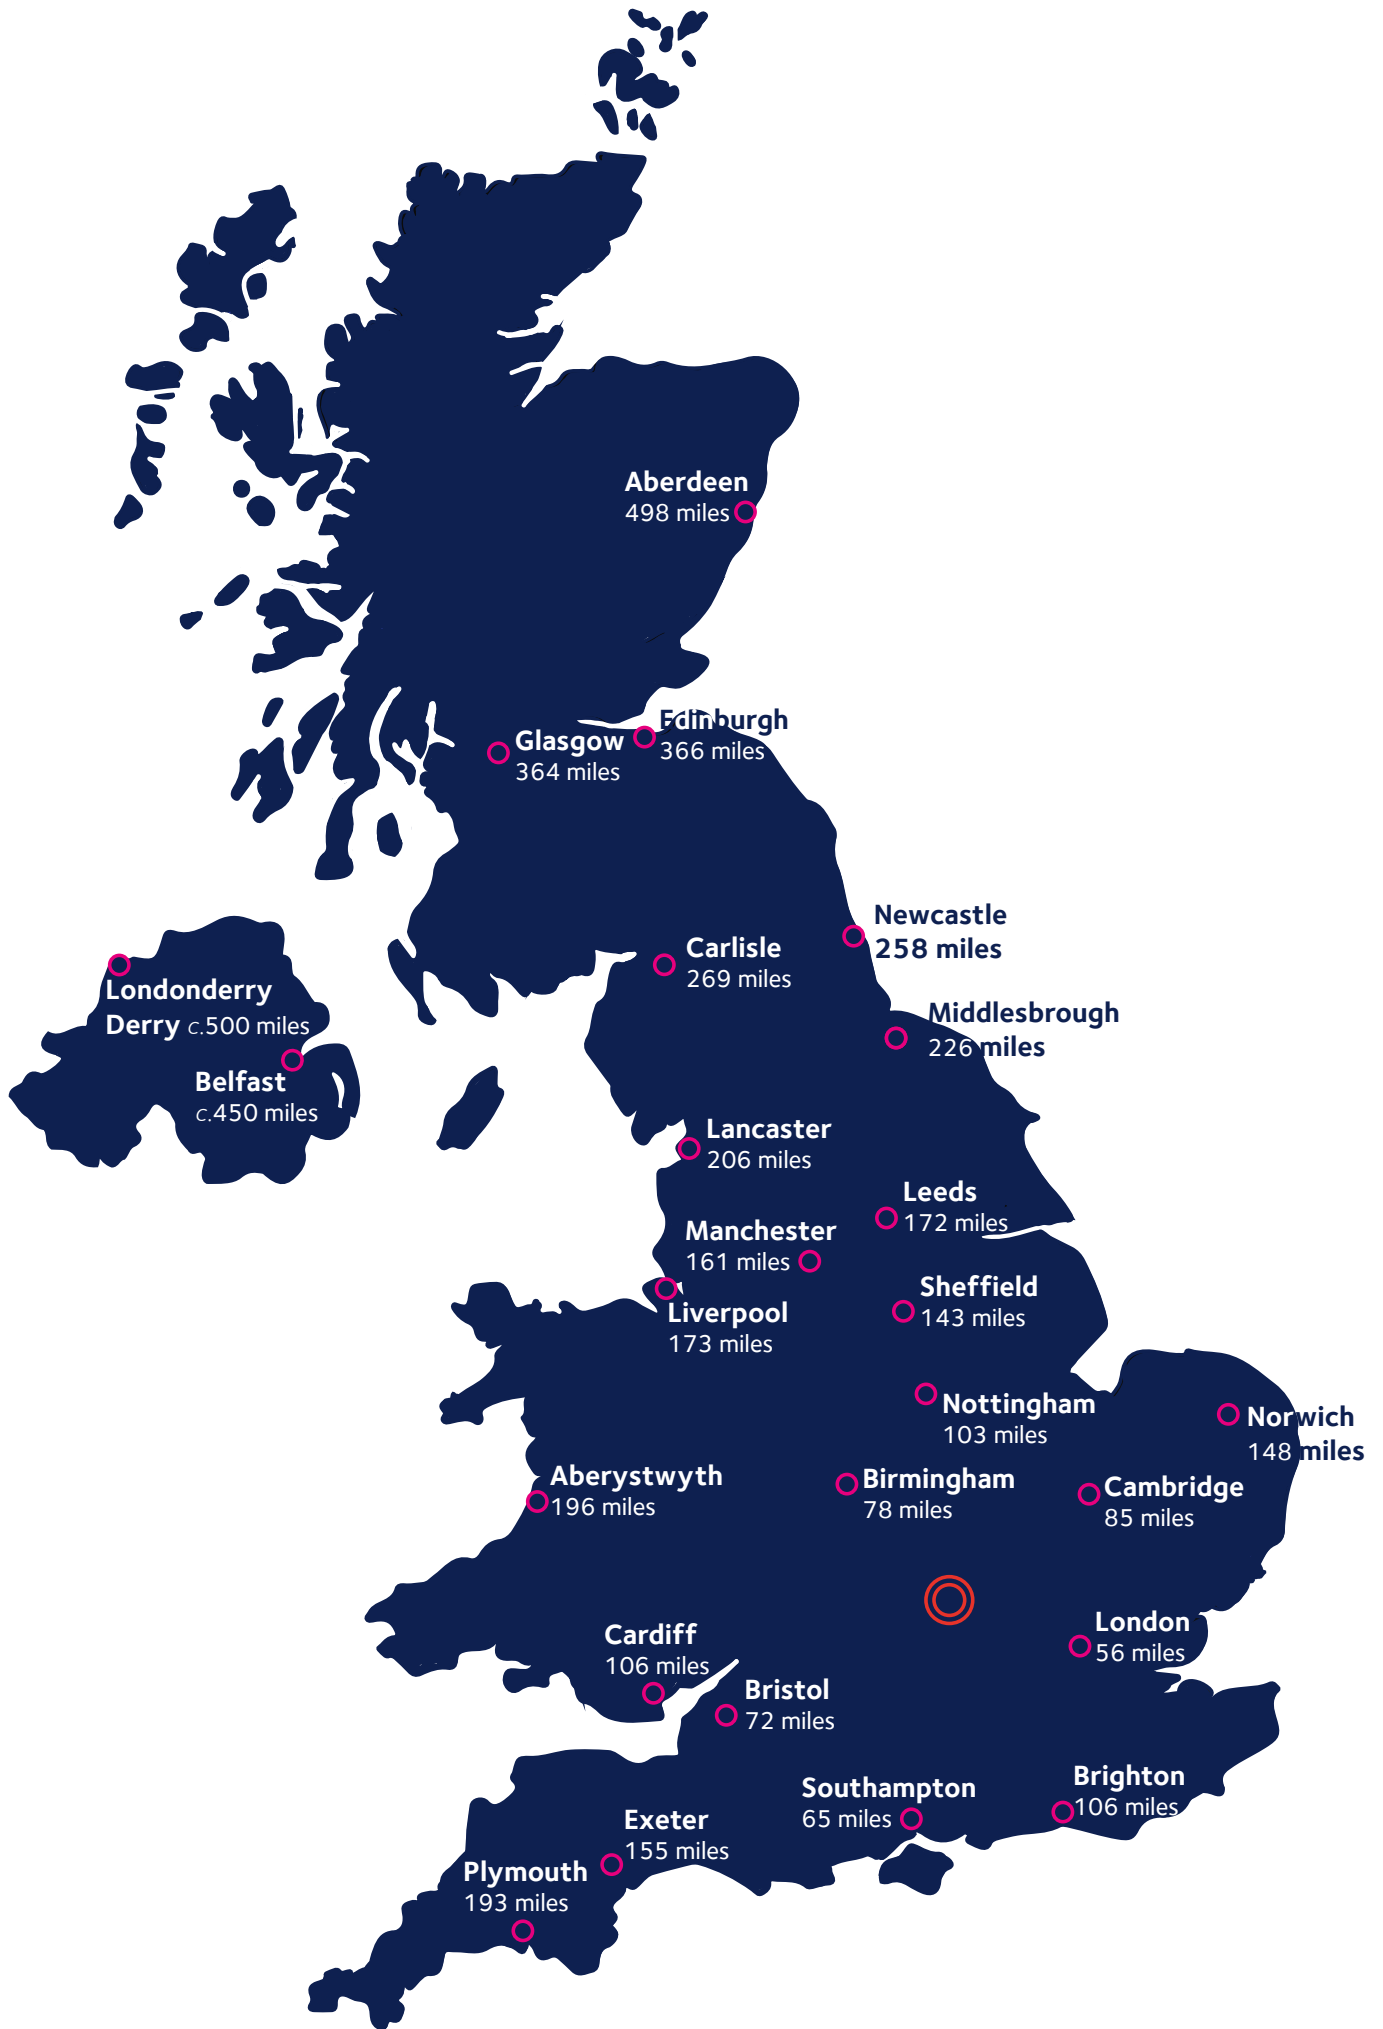 Aberdeen
498 miles
Edinburgh
366 miles
Glasgow
364 miles
Newcastle
258 miles
Carlisle
269 miles
Londonderry
Derry c.500 miles
Middlesbrough
226 miles
Belfast
c.450 miles
Lancaster
206 miles
Leeds
172 miles
Manchester
161 miles
Sheffield
143 miles
Liverpool
173 miles
Nottingham
103 miles
Norwich
148 miles
Aberystwyth
196 miles
Birmingham
78 miles
Cambridge
85 miles
London
56 miles
Cardiff
106 miles
Bristol
72 miles
Brighton
106 miles
Southampton
65 miles
Exeter
155 miles
Plymouth
193 miles